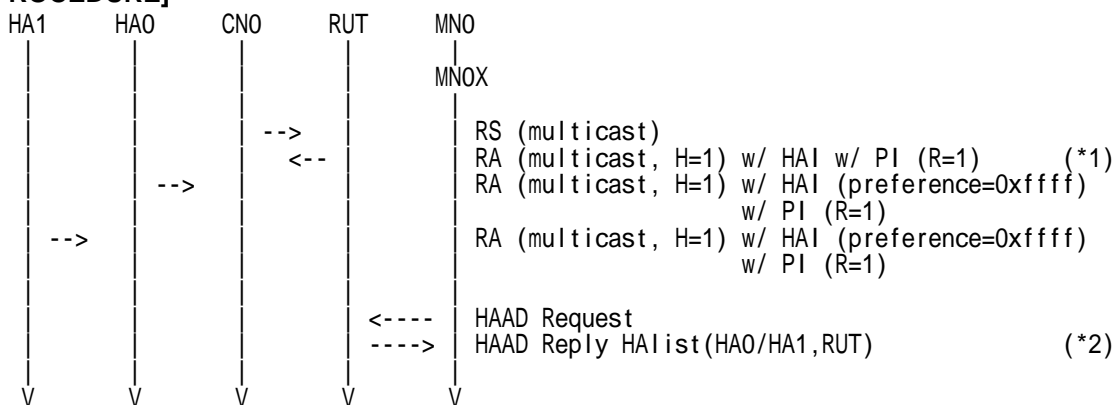 ROCEDURE]
HA1 HA0 CN0 RUT MN0
MN0X
--> RS (multicast)
<-- RA (multicast, H=1) w/ HAI w/ PI (R=1) (*1)
--> RA (multicast, H=1) w/ HAI (preference=0xffff)
w/ PI (R=1)
--> RA (multicast, H=1) w/ HAI (preference=0xffff)
w/ PI (R=1)
<---- HAAD Request
----> HAAD Reply HAlist(HA0/HA1,RUT) (*2)
V V V V V